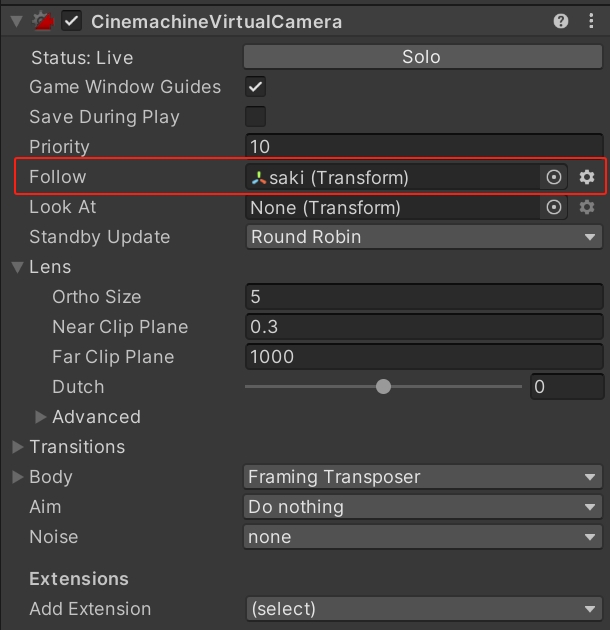 CinemachineVirtualCamera
Status: Live Solo
Game Window Guides
Save During Play
Priority 10
Follow saki (Transform)
Look At None (Transform)
Standby Update Round Robin
Lens
Ortho Size 5
Near Clip Plane 0.3
Far Clip Plane 1000
Dutch 0
Advanced
Transitions
Body Framing Transposer
Aim Do nothing
Noise none
Extensions
Add Extension (select)